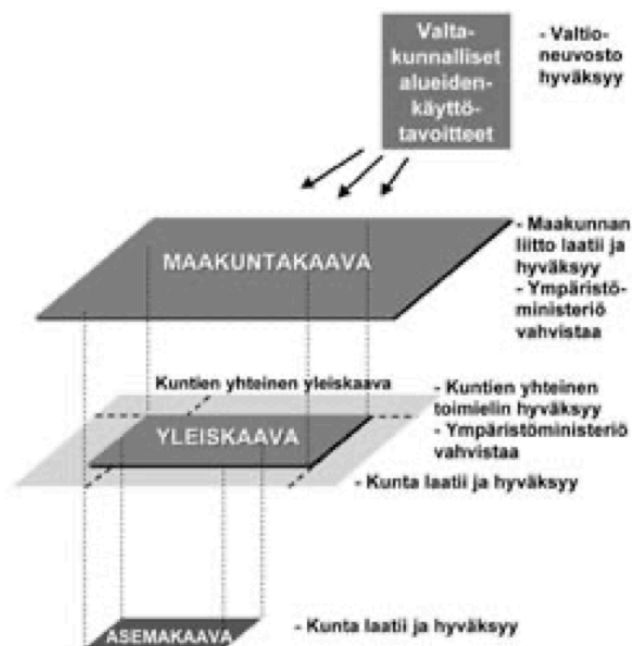 Valta-
kunnalliset
alueiden-
käyttö-
tavoitteet
- Valtio-
neuvosto
hyväksyy
MAAKUNTAKAAVA
- Maakunnan
liitto laatii ja
hyväksyy
- Ympäristö-
ministeriö
vahvistaa
Kuntien yhteinen yleiskaava
- Kuntien yhteinen
toimielin hyväksyy
- Ympäristöministeriö
vahvistaa
YLEISKAAVA
- Kunta laatii ja hyväksyy
ASEMAKAAVA
- Kunta laatii ja hyväksyy